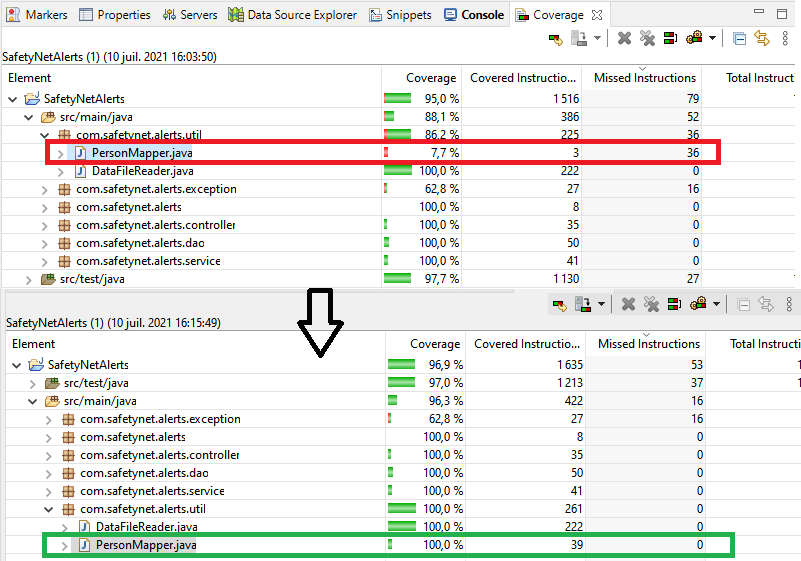 Markers Properties Servers Data Source Explorer Snippets Console Coverage
SafetyNetAlerts (1) (10 juil. 2021 16:03:50)
Element Coverage Covered Instructio... Missed Instructions Total Instruct
SafetyNetAlerts 95,0 % 1 516 79
src/main/java 88,1 % 386 52
com.safetynet.alerts.util 86,2 % 225 36
PersonMapper.java 7,7 % 3 36
DataFileReader.java 100,0 % 222 0
com.safetynet.alerts.exception 62,8 % 27 16
com.safetynet.alerts 100,0 % 8 0
com.safetynet.alerts.controller 100,0 % 35 0
com.safetynet.alerts.dao 100,0 % 50 0
com.safetynet.alerts.service 100,0 % 41 0
src/test/java 97,7 % 1 130 27
SafetyNetAlerts (1) (10 juil. 2021 16:15:49)
Element Coverage Covered Instructio... Missed Instructions Total Instruct
SafetyNetAlerts 96,9 % 1 635 53
src/test/java 97,0 % 1 213 37
src/main/java 96,3 % 422 16
com.safetynet.alerts.exception 62,8 % 27 16
com.safetynet.alerts 100,0 % 8 0
com.safetynet.alerts.controller 100,0 % 35 0
com.safetynet.alerts.dao 100,0 % 50 0
com.safetynet.alerts.service 100,0 % 41 0
com.safetynet.alerts.util 100,0 % 261 0
DataFileReader.java 100,0 % 222 0
PersonMapper.java 100,0 % 39 0